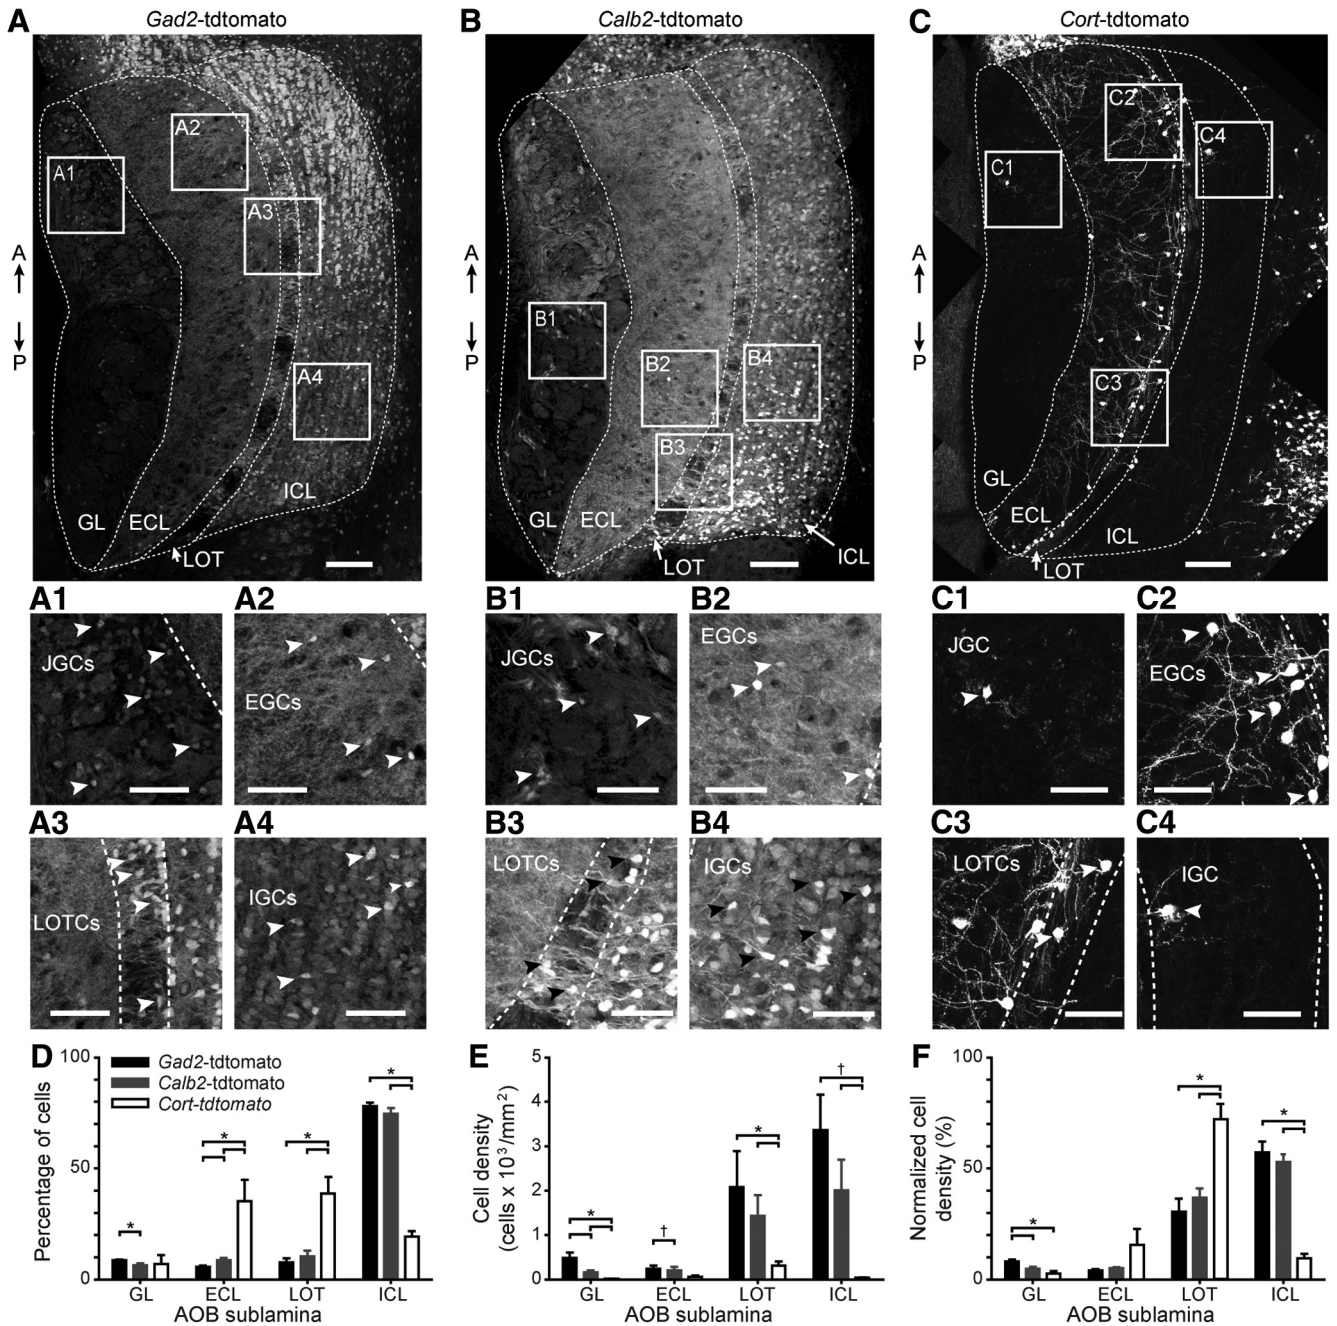 A Gad2-tdtomato
B Calb2-tdtomato
C Cort-tdtomato
A1
A2
A3
A4
A
P
GL
ECL
LOT
ICL
B1
B2
B3
B4
A
P
GL
ECL
LOT
ICL
C1
C2
C3
C4
A
P
GL
ECL
LOT
ICL
A1
JGCs
A2
EGCs
B1
JGCs
B2
EGCs
C1
JGC
C2
EGCs
A3
LOTCs
A4
IGCs
B3
LOTCs
B4
IGCs
C3
LOTCs
C4
IGC
D
Percentage of cells
100
50
0
Gad2-tdtomato
Calb2-tdtomato
Cort-tdtomato
*
*
*
*
GL ECL LOT ICL
AOB sublamina
E
Cell density
(cells x 10³/mm²)
5
4
3
2
1
0
*
†
*
†
GL ECL LOT ICL
AOB sublamina
F
Normalized cell
density (%)
100
50
0
*
*
*
GL ECL LOT ICL
AOB sublamina